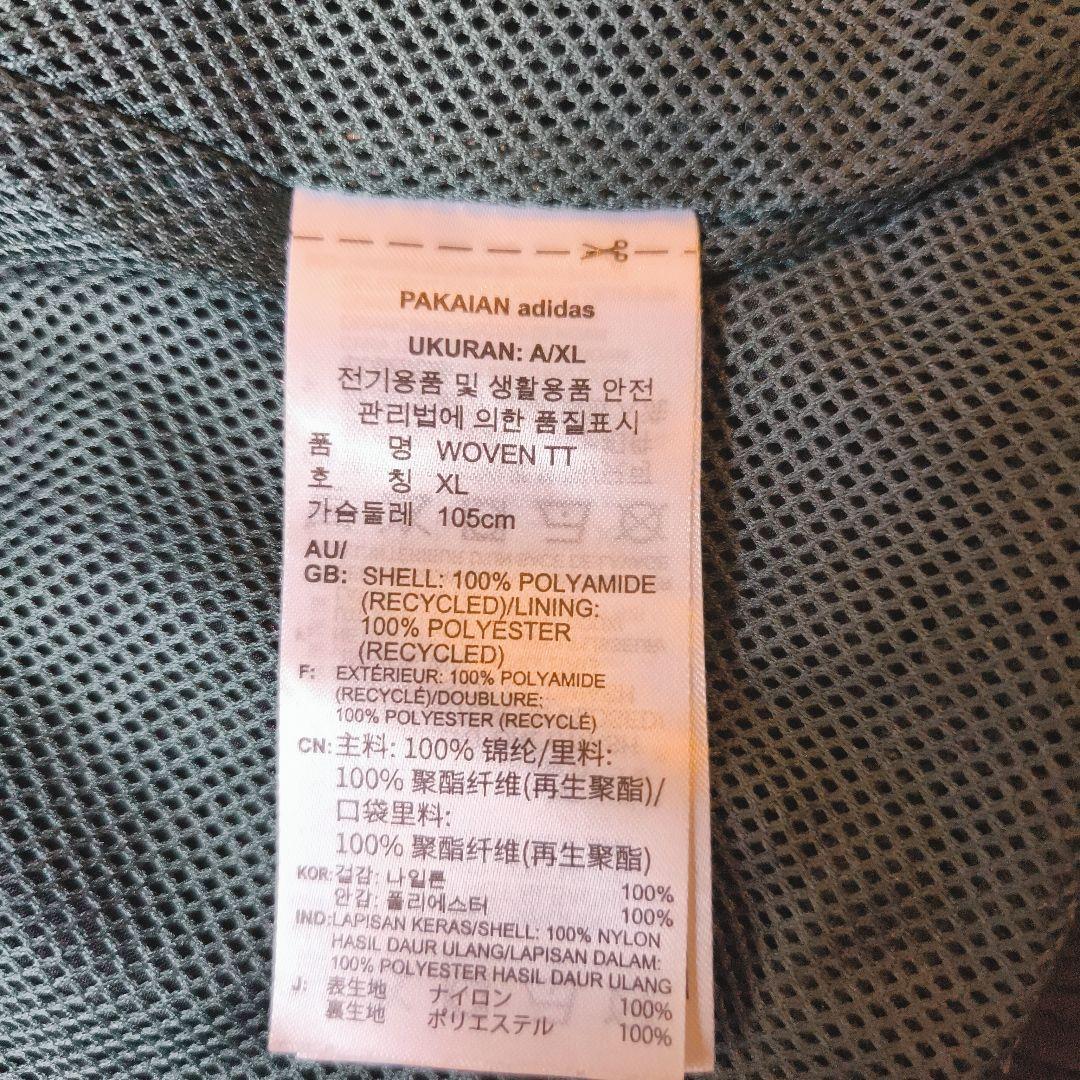 PAKAIAN adidas
UKURAN: A/XL
전기용품 및 생활용품 안전
관리법에 의한 품질표시
품 명 WOVEN TT
호 칭 XL
가슴둘레 105cm
AU/
GB: SHELL: 100% POLYAMIDE
(RECYCLED)/LINING:
100% POLYESTER
(RECYCLED)
F: EXTÉRIEUR: 100% POLYAMIDE
(RECYCLÉ)/DOUBLURE:
100% POLYESTER (RECYCLÉ)
CN: 主料: 100% 锦纶/里料:
100% 聚酯纤维(再生聚酯)/
口袋里料:
100% 聚酯纤维(再生聚酯)
KOR: 겉감: 나일론 100%
안감: 폴리에스터 100%
IND: LAPISAN KERAS/SHELL: 100% NYLON
HASIL DAUR ULANG/LAPISAN DALAM:
100% POLYESTER HASIL DAUR ULANG
J: 表生地 ナイロン 100%
裏生地 ポリエステル 100%